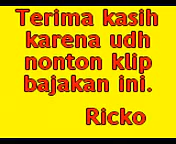 Terima kasih
karena udh
nonton klip
bajakan ini.
Ricko